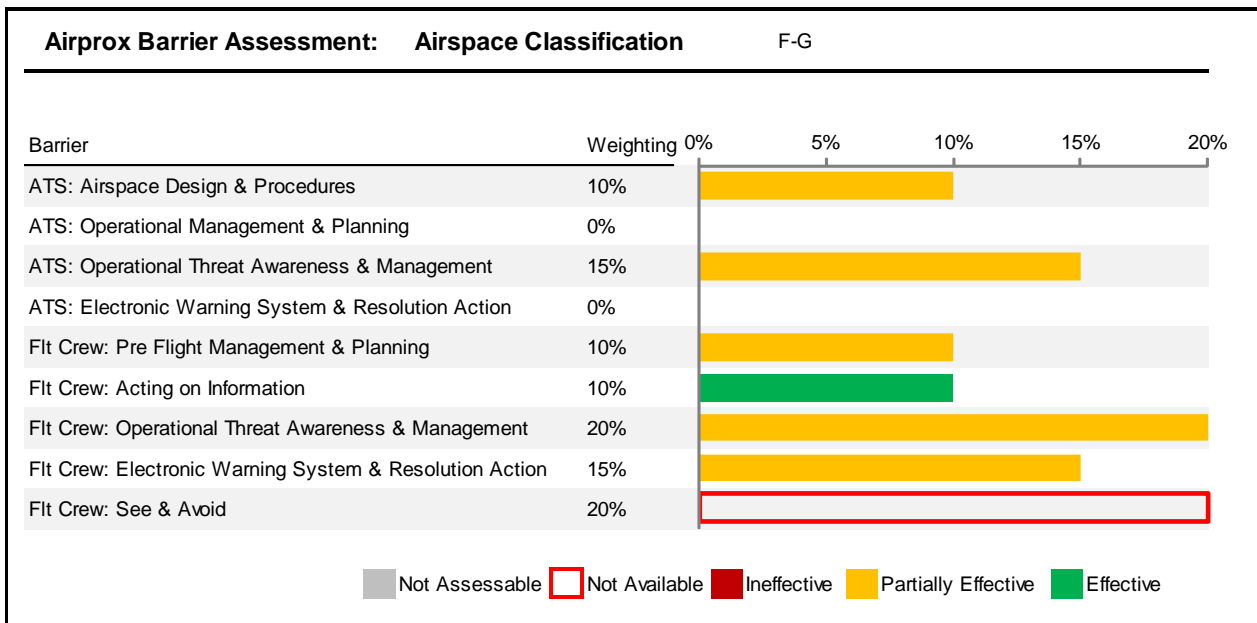 Airprox Barrier Assessment: Airspace Classification F-G
Barrier Weighting 0% 5% 10% 15% 20%
ATS: Airspace Design & Procedures 10%
ATS: Operational Management & Planning 0%
ATS: Operational Threat Awareness & Management 15%
ATS: Electronic Warning System & Resolution Action 0%
Flt Crew: Pre Flight Management & Planning 10%
Flt Crew: Acting on Information 10%
Flt Crew: Operational Threat Awareness & Management 20%
Flt Crew: Electronic Warning System & Resolution Action 15%
Flt Crew: See & Avoid 20%
Not Assessable Not Available Ineffective Partially Effective Effective